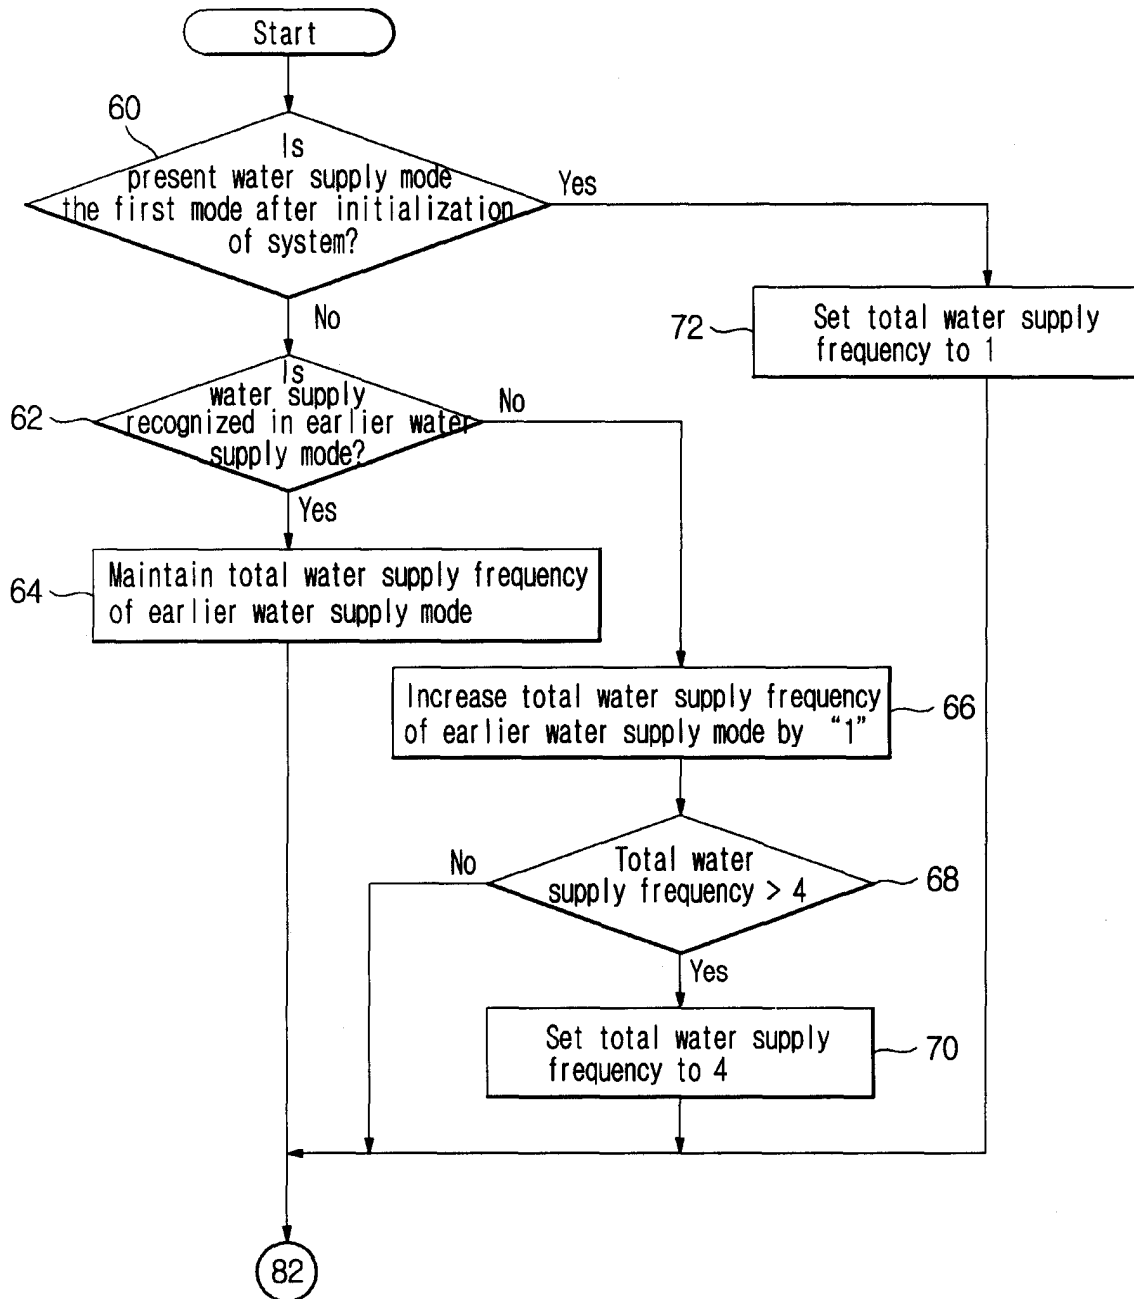 Start
60
Is
present water supply mode
the first mode after initialization
of system?
Yes
No
72
Set total water supply
frequency to 1
62
Is
water supply
recognized in earlier water
supply mode?
No
Yes
64
Maintain total water supply frequency
of earlier water supply mode
Increase total water supply frequency
of earlier water supply mode by “1”
66
No
Total water
supply frequency > 4
68
Yes
Set total water supply
frequency to 4
70
82